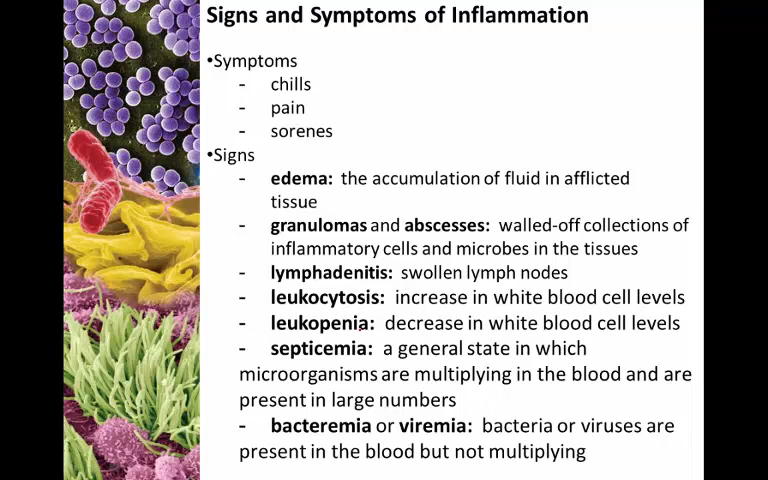 Signs and Symptoms of Inflammation
•Symptoms
- chills
- pain
- sorenes
•Signs
- edema: the accumulation of fluid in afflicted
tissue
- granulomas and abscesses: walled-off collections of
inflammatory cells and microbes in the tissues
- lymphadenitis: swollen lymph nodes
- leukocytosis: increase in white blood cell levels
- leukopenia: decrease in white blood cell levels
- septicemia: a general state in which
microorganisms are multiplying in the blood and are
present in large numbers
- bacteremia or viremia: bacteria or viruses are
present in the blood but not multiplying